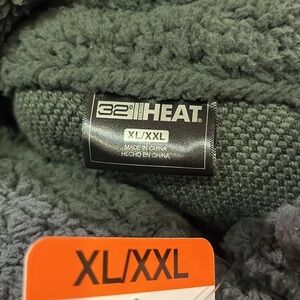 32° HEAT®
XL/XXL
MADE IN CHINA
HECHO EN CHINA
XL/XXL